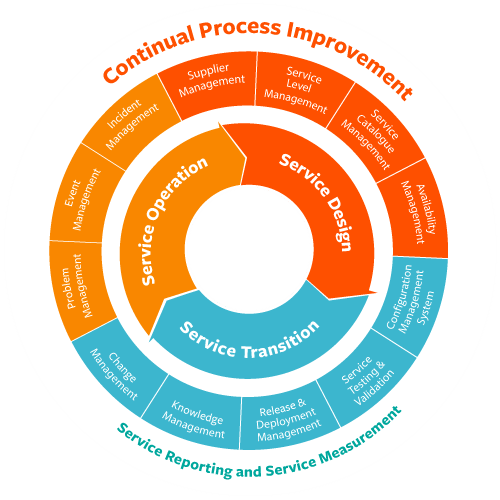 Continual Process Improvement
Supplier
Management
Service
Level
Management
Service
Catalogue
Management
Availability
Management
Configuration
Management
System
Service
Testing &
Validation
Release &
Deployment
Management
Knowledge
Management
Change
Management
Problem
Management
Event
Management
Incident
Management
Service Design
Service Transition
Service Operation
Service Reporting and Service Measurement